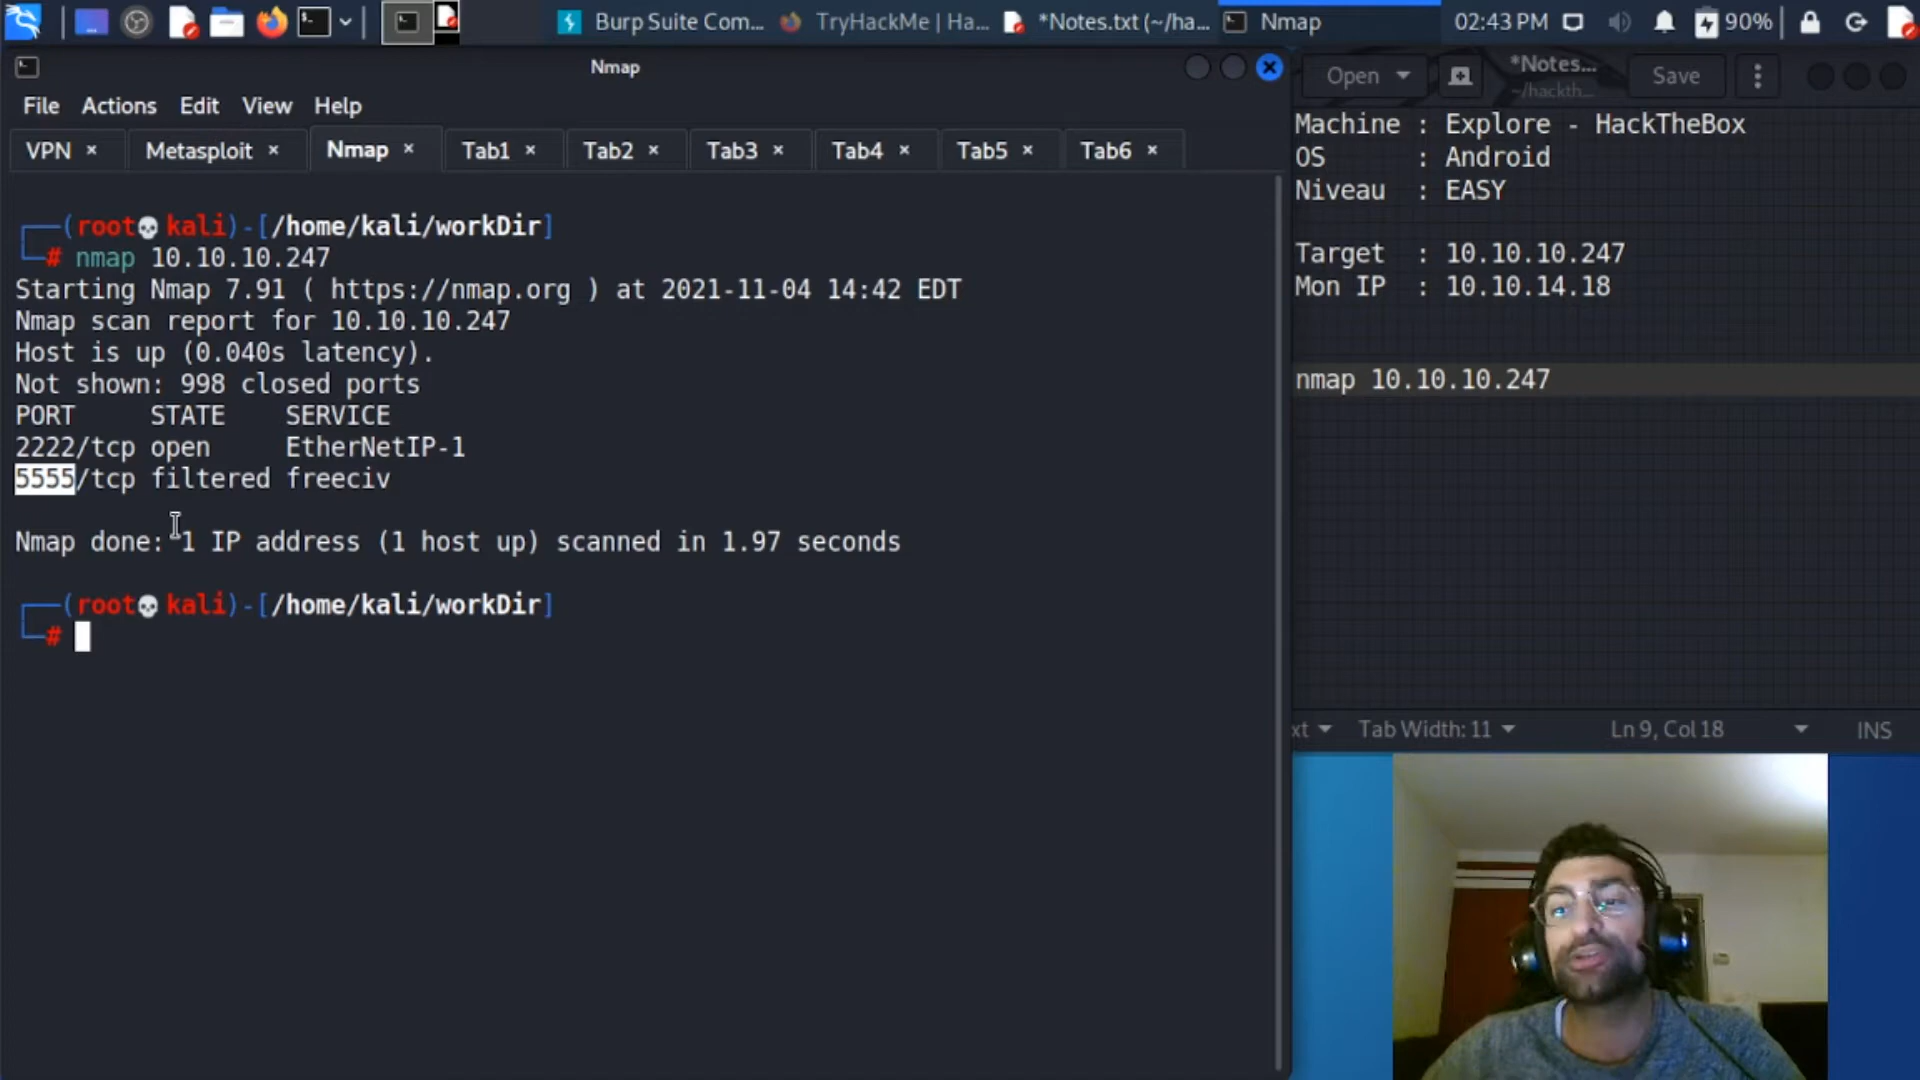 Burp Suite Com... TryHackMe | Ha... *Notes.txt (~/ha... Nmap 02:43 PM 90%
Nmap
File Actions Edit View Help
VPN × Metasploit × Nmap × Tab1 × Tab2 × Tab3 × Tab4 × Tab5 × Tab6 ×
┌──(root💀kali)-[/home/kali/workDir]
└─# nmap 10.10.10.247
Starting Nmap 7.91 ( https://nmap.org ) at 2021-11-04 14:42 EDT
Nmap scan report for 10.10.10.247
Host is up (0.040s latency).
Not shown: 998 closed ports
PORT STATE SERVICE
2222/tcp open EtherNetIP-1
5555/tcp filtered freeciv
Nmap done: 1 IP address (1 host up) scanned in 1.97 seconds
┌──(root💀kali)-[/home/kali/workDir]
└─#
Open *Notes... Save
~/hackth...
Machine : Explore - HackTheBox
OS : Android
Niveau : EASY
Target : 10.10.10.247
Mon IP : 10.10.14.18
nmap 10.10.10.247
xt Tab Width: 11 Ln 9, Col 18 INS